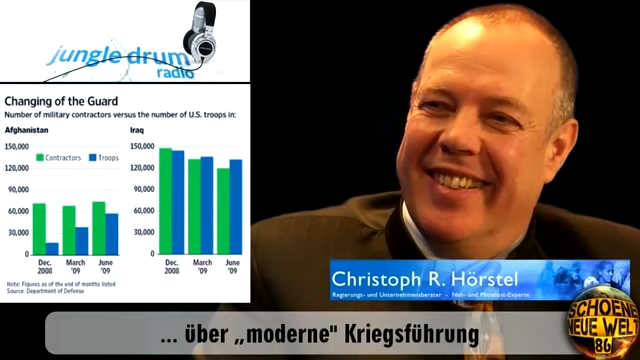 jungle drum
radio
Changing of the Guard
Number of military contractors versus the number of U.S. troops in:
Afghanistan
150,000
120,000
90,000
60,000
30,000
0
Contractors
Troops
Dec.
2008
March
'09
June
'09
Iraq
150,000
120,000
90,000
60,000
30,000
0
Dec.
2008
March
'09
June
'09
Note: Figures as of the end of months listed
Source: Department of Defense
Christoph R. Hörstel
Regierungs- und Unternehmensberater - Nah- und Mittelost-Experte
SCHOENE
NEUE WELT
86
... über „moderne" Kriegsführung